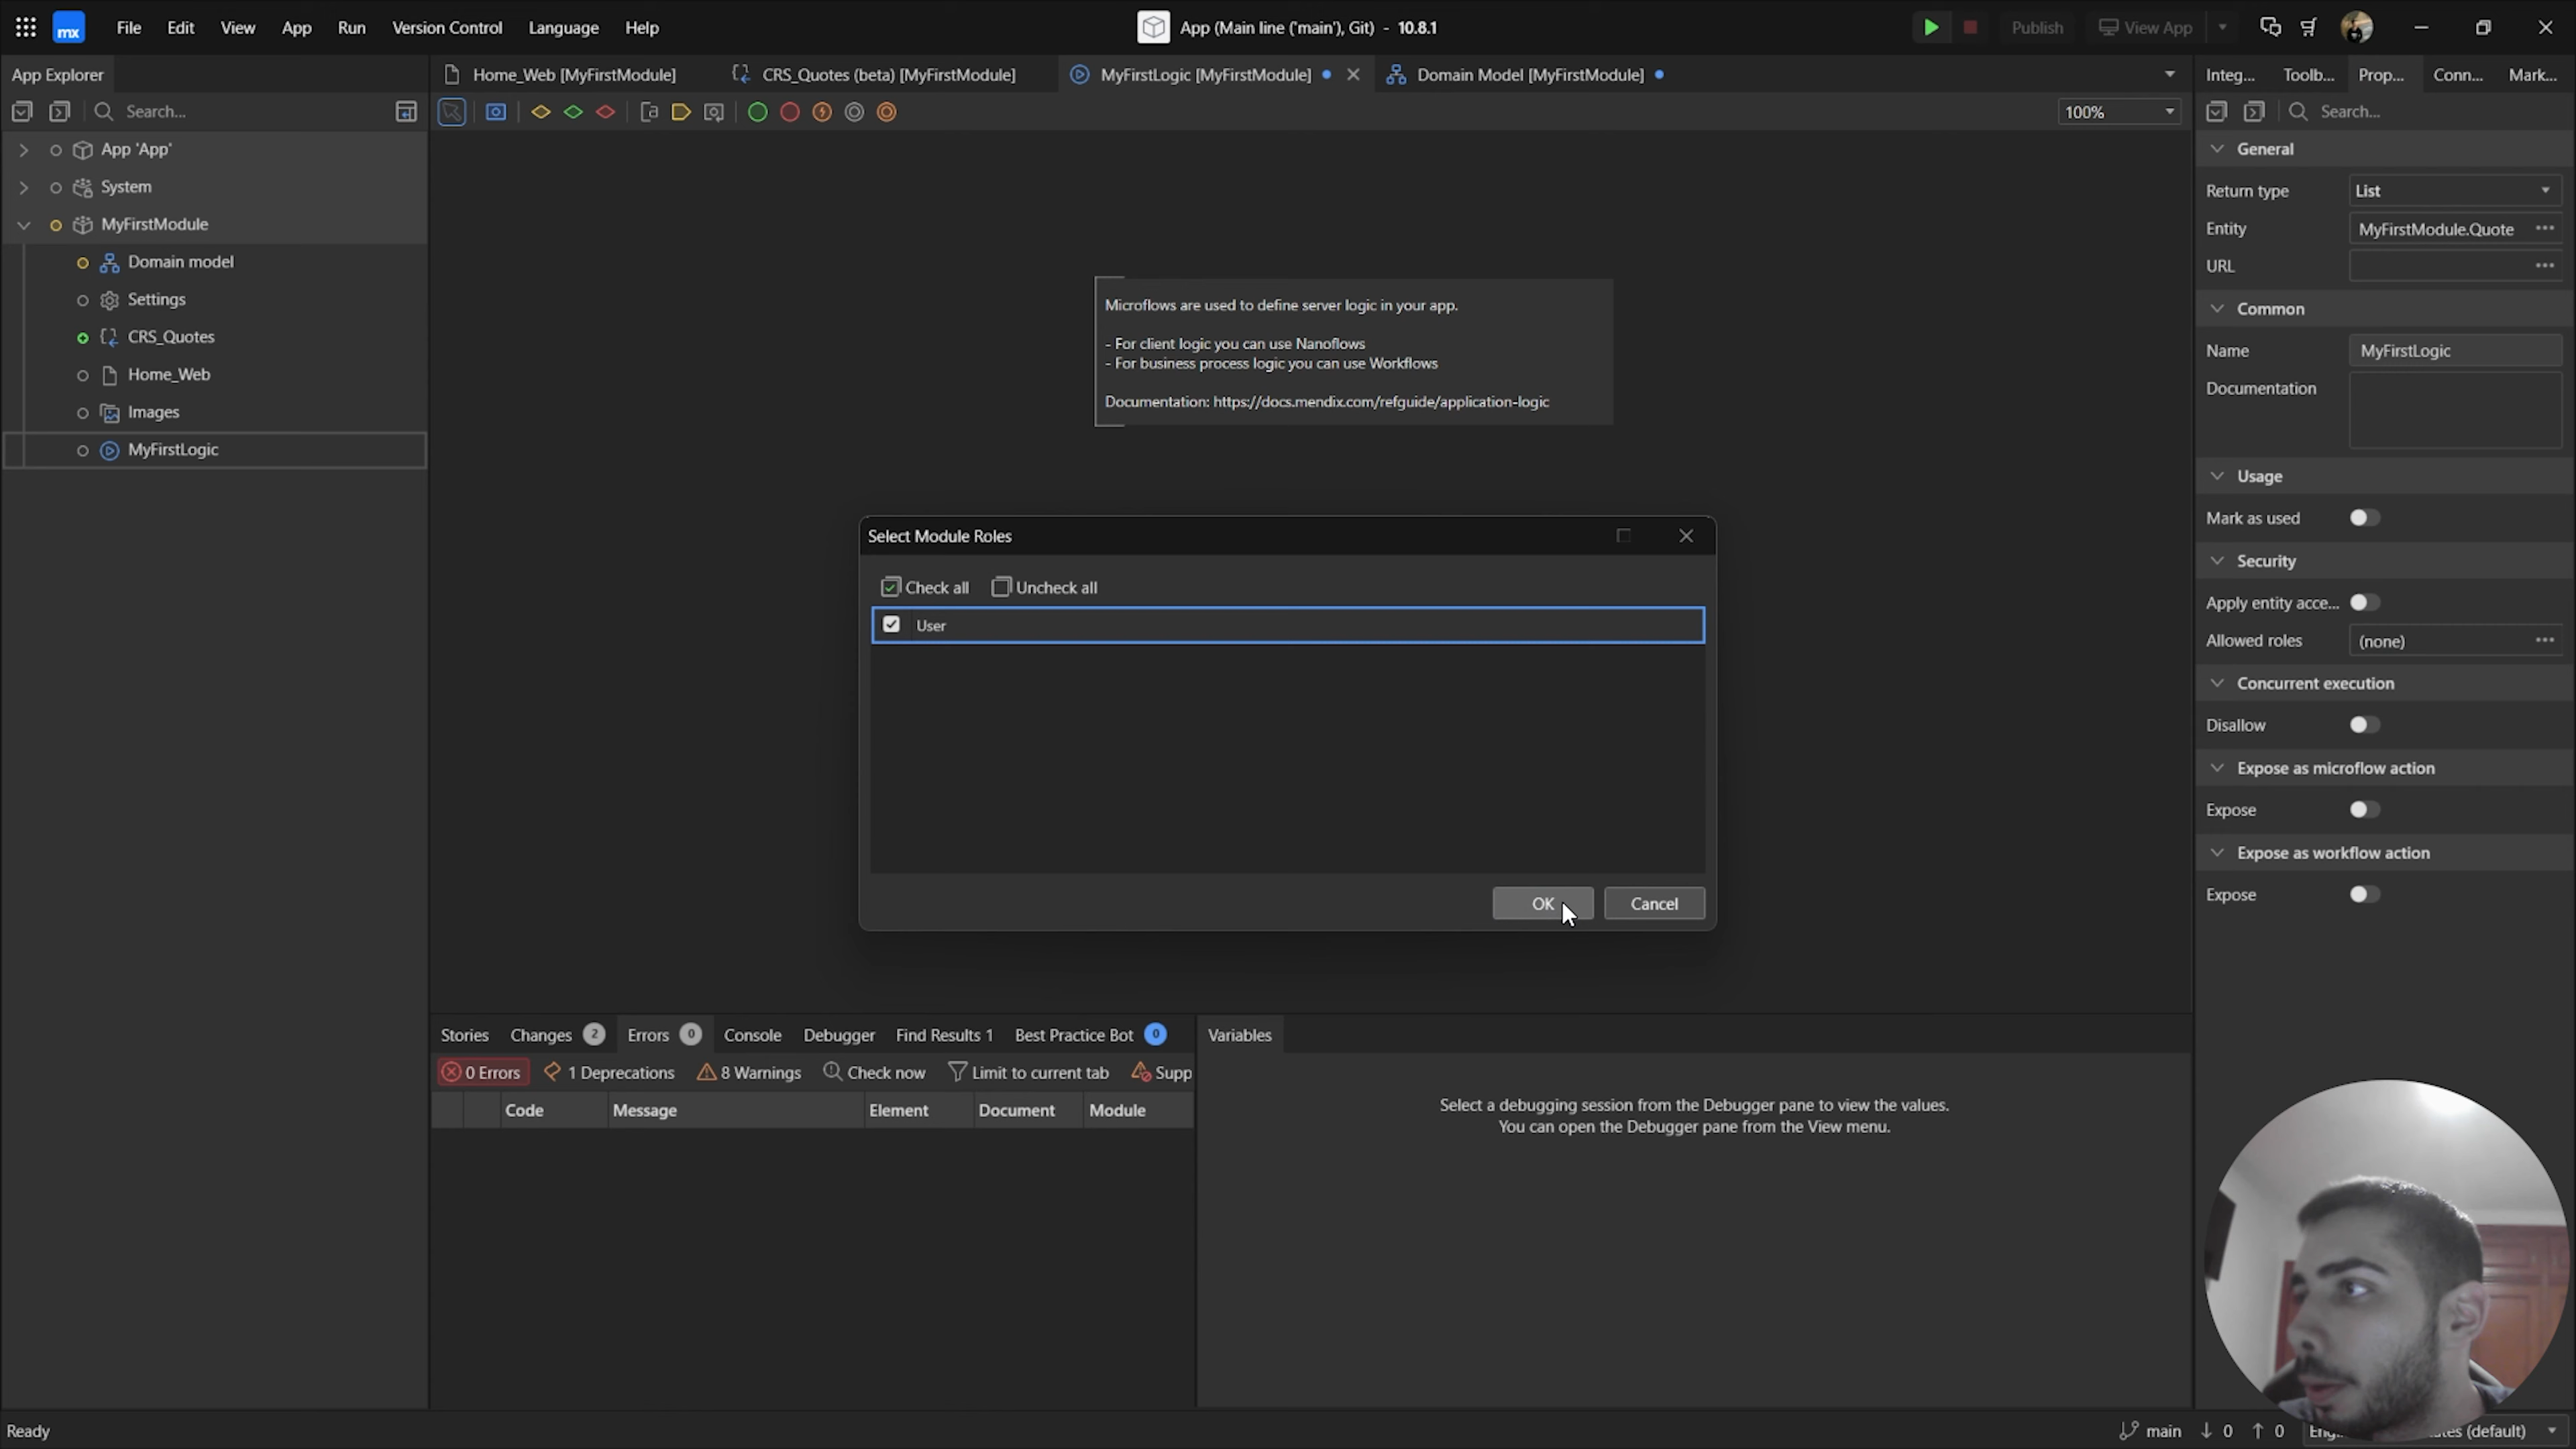 mx
File Edit View App Run Version Control Language Help
App (Main line ('main'), Git) - 10.8.1
Publish
View App
App Explorer
Home_Web [MyFirstModule]
CRS_Quotes (beta) [MyFirstModule]
MyFirstLogic [MyFirstModule]
Domain Model [MyFirstModule]
Integ... Toolb... Prop... Conn... Mark...
Search...
100%
Search...
App 'App'
System
MyFirstModule
Domain model
Settings
CRS_Quotes
Home_Web
Images
MyFirstLogic
Microflows are used to define server logic in your app.
- For client logic you can use Nanoflows
- For business process logic you can use Workflows
Documentation: https://docs.mendix.com/refguide/application-logic
Select Module Roles
Check all
Uncheck all
User
OK
Cancel
General
Return type List
Entity MyFirstModule.Quote ...
URL ...
Common
Name MyFirstLogic
Documentation
Usage
Mark as used
Security
Apply entity acce...
Allowed roles (none) ...
Concurrent execution
Disallow
Expose as microflow action
Expose
Expose as workflow action
Expose
Stories Changes 2 Errors 0 Console Debugger Find Results 1 Best Practice Bot 0
0 Errors 1 Deprecations 8 Warnings Check now Limit to current tab Supp
Code Message Element Document Module
Variables
Select a debugging session from the Debugger pane to view the values.
You can open the Debugger pane from the View menu.
Ready
main 0 0
(default)